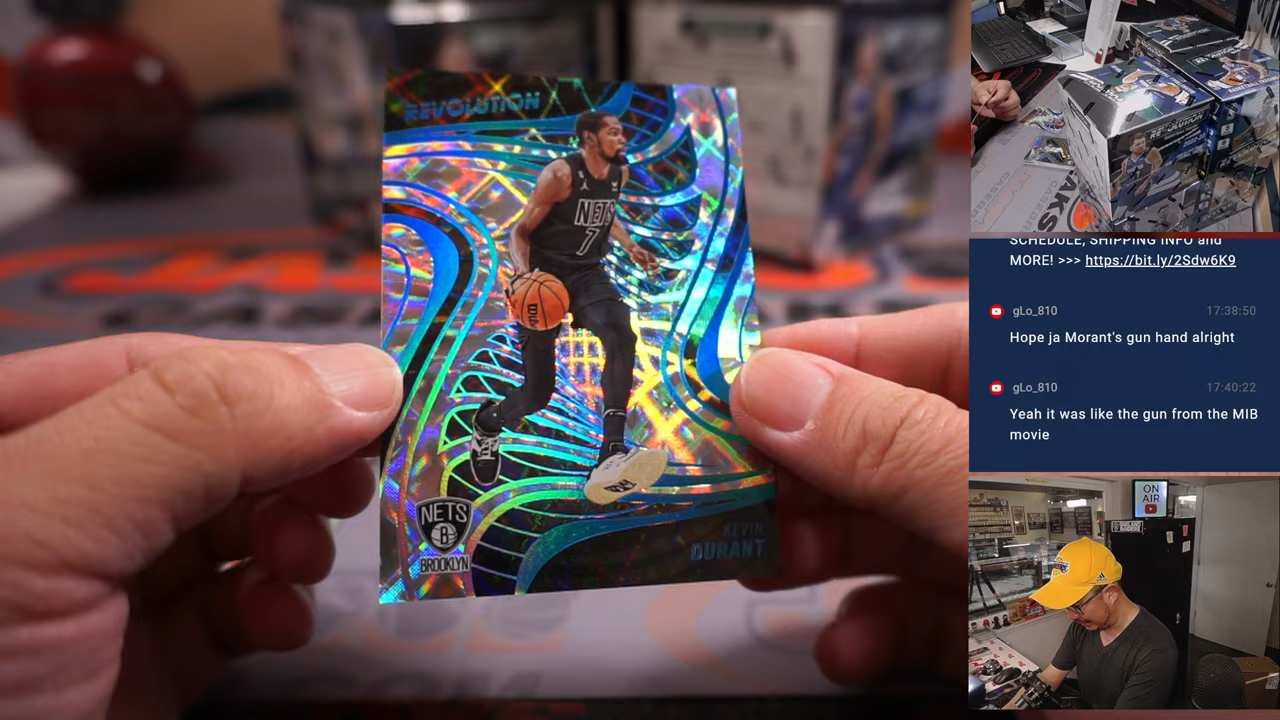 REVOLUTION
NETS
7
NETS
B
BROOKLYN
KEVIN
DURANT
SCHEDULE, SHIPPING INFO and
MORE! >>> https://bit.ly/2Sdw6K9
gLo_810 17:38:50
Hope ja Morant's gun hand alright
gLo_810 17:40:22
Yeah it was like the gun from the MIB
movie
ON
AIR
REVOLUTION